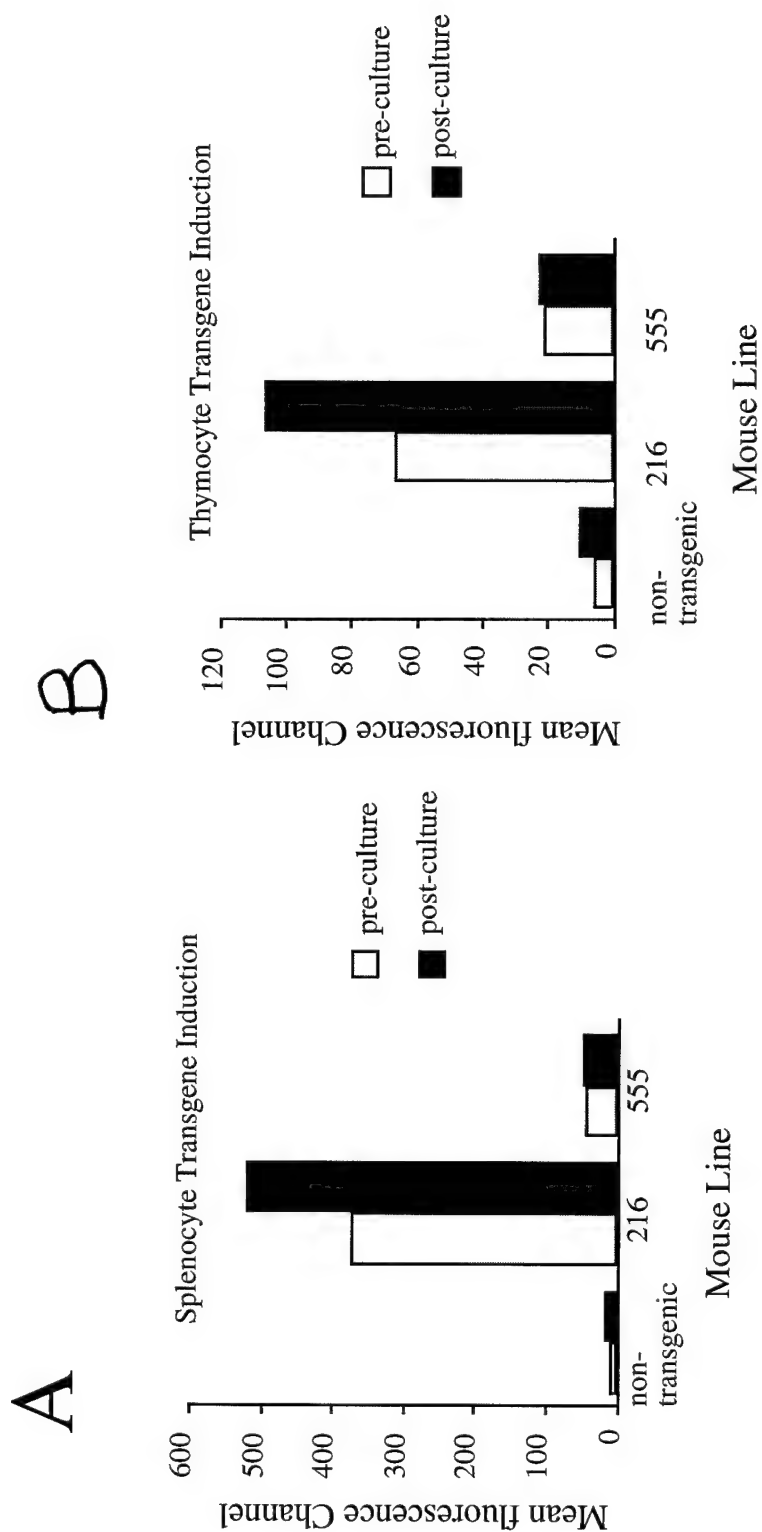 A
Splenocyte Transgene Induction
Mean fluorescence Channel
600
500
400
300
200
100
0
non-
transgenic
216
555
Mouse Line
pre-culture
post-culture
B
Thymocyte Transgene Induction
Mean fluorescence Channel
120
100
80
60
40
20
0
non-
transgenic
216
555
Mouse Line
pre-culture
post-culture